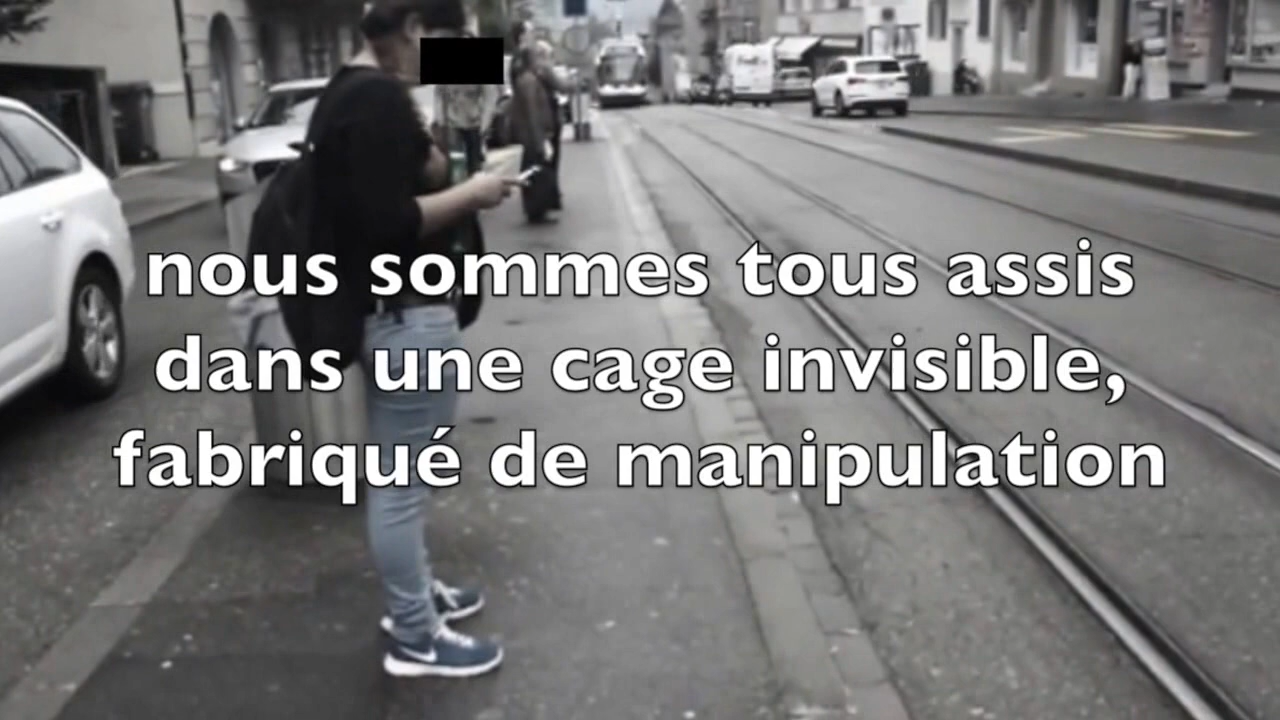 nous sommes tous assis
dans une cage invisible,
fabriqué de manipulation